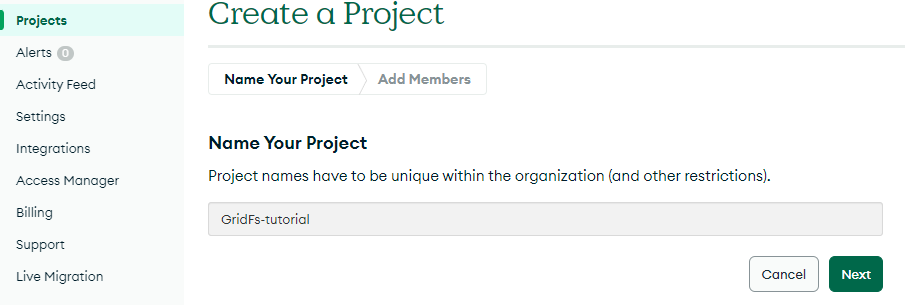 Create a Project
Projects
Alerts 0
Activity Feed
Settings
Integrations
Access Manager
Billing
Support
Live Migration
Name Your Project
Add Members
Name Your Project
Project names have to be unique within the organization (and other restrictions).
GridFs-tutorial
Cancel
Next